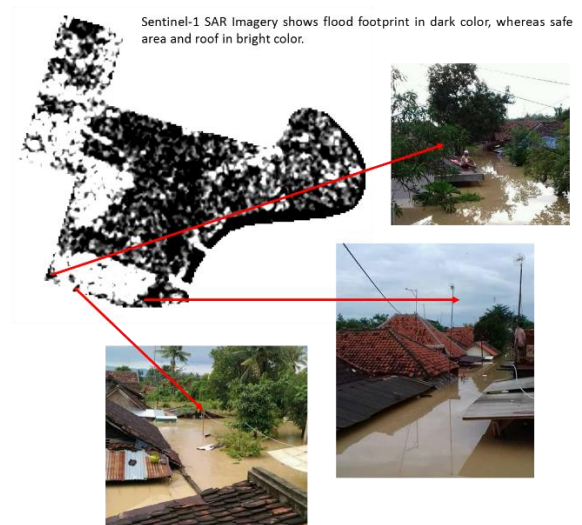 Sentinel-1 SAR Imagery shows flood footprint in dark color, whereas safe
area and roof in bright color.